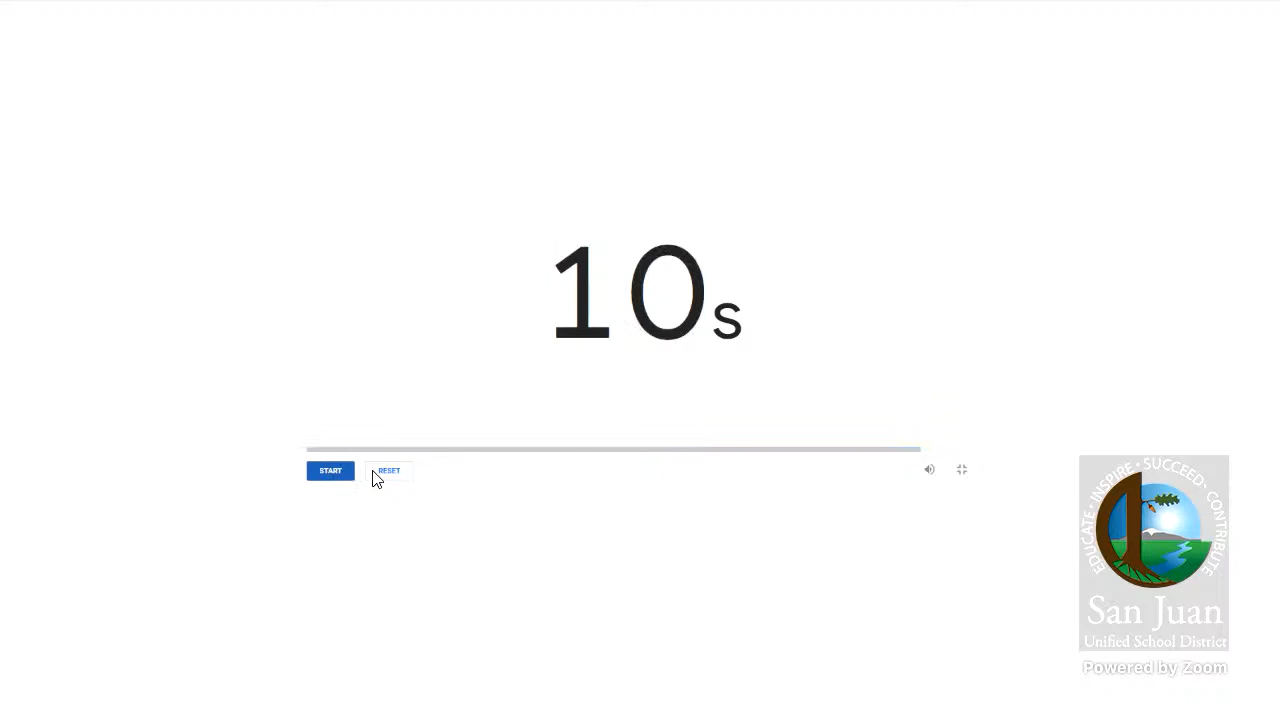 10s
START
RESET
EDUCATE · INSPIRE · SUCCEED · CONTRIBUTE
San Juan
Unified School District
Powered by Zoom